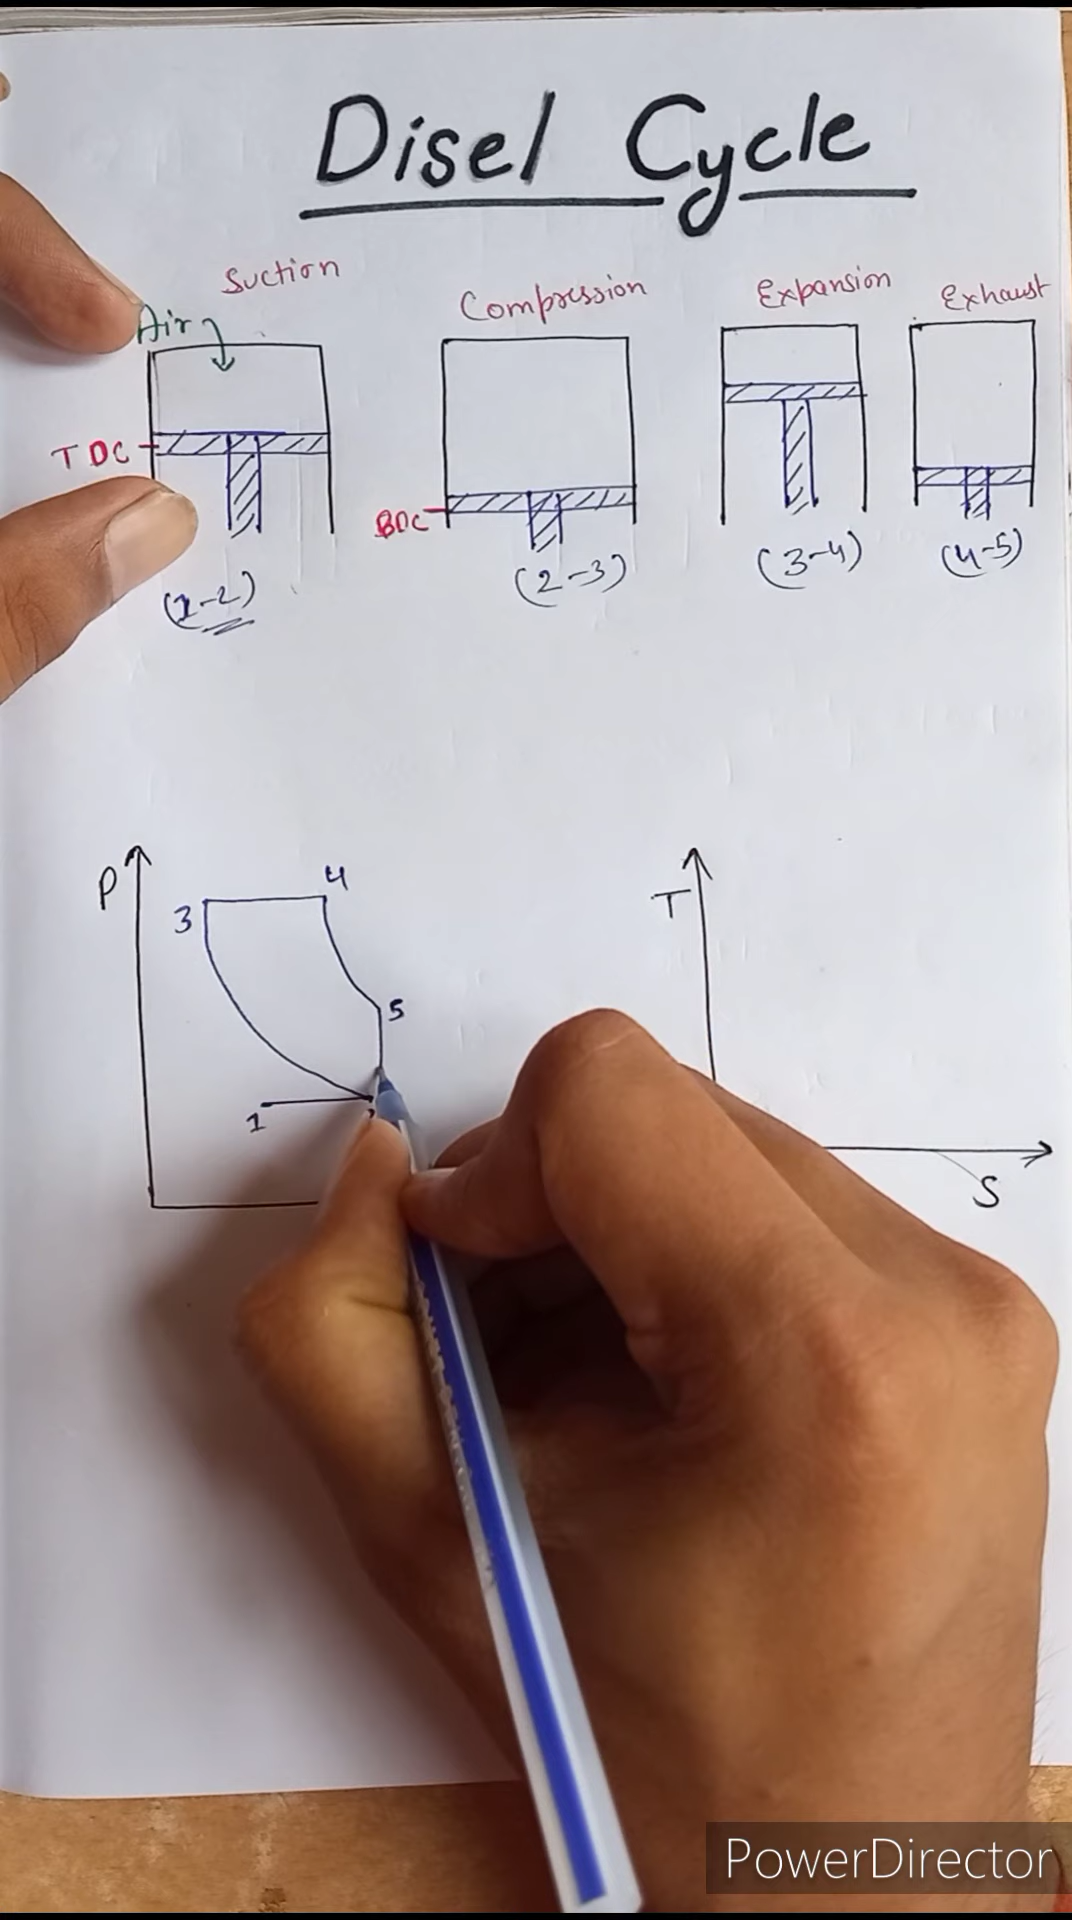 Disel Cycle
Suction
Compression
Expansion
Exhaust
Air
TDC
BDC
(1-2)
(2-3)
(3-4)
(4-5)
P
3
4
5
1
T
S
PowerDirector